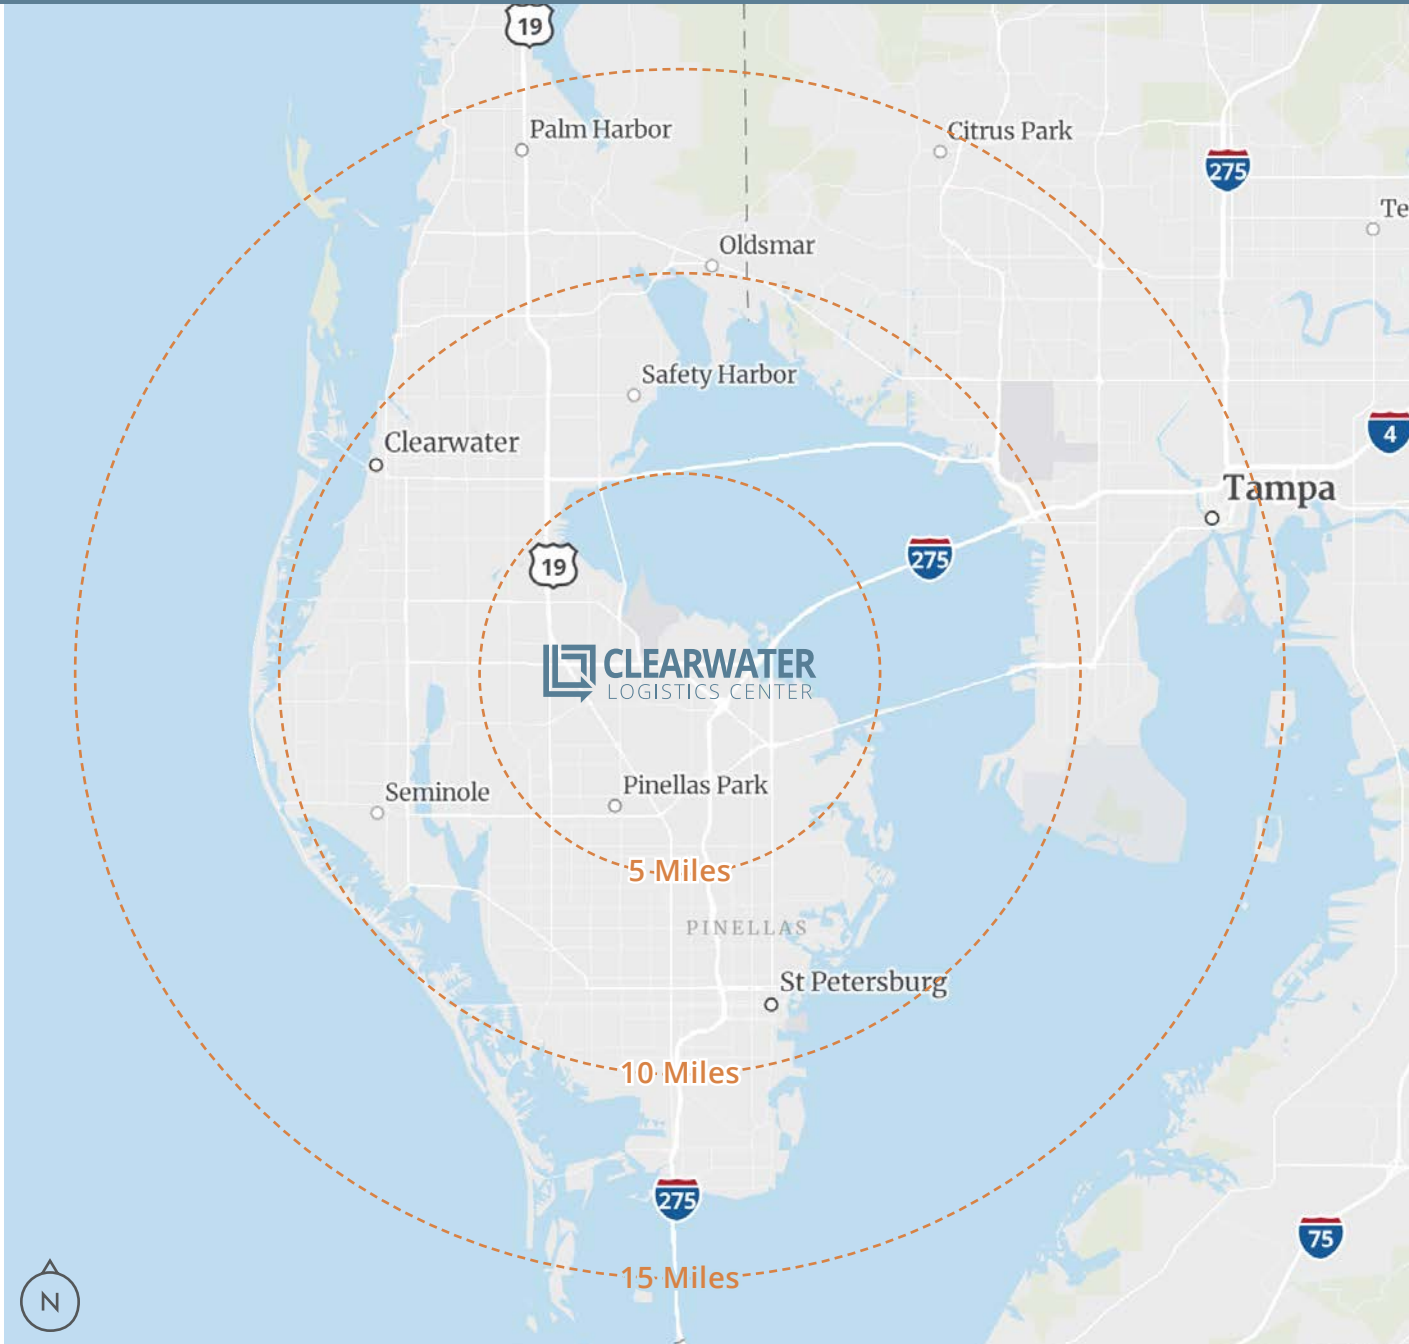 19
Palm Harbor
Citrus Park
275
Te
Oldsmar
Safety Harbor
Clearwater
4
Tampa
19
275
CLEARWATER
LOGISTICS CENTER
Seminole
Pinellas Park
5 Miles
PINELLAS
St Petersburg
10 Miles
275
75
15 Miles
N